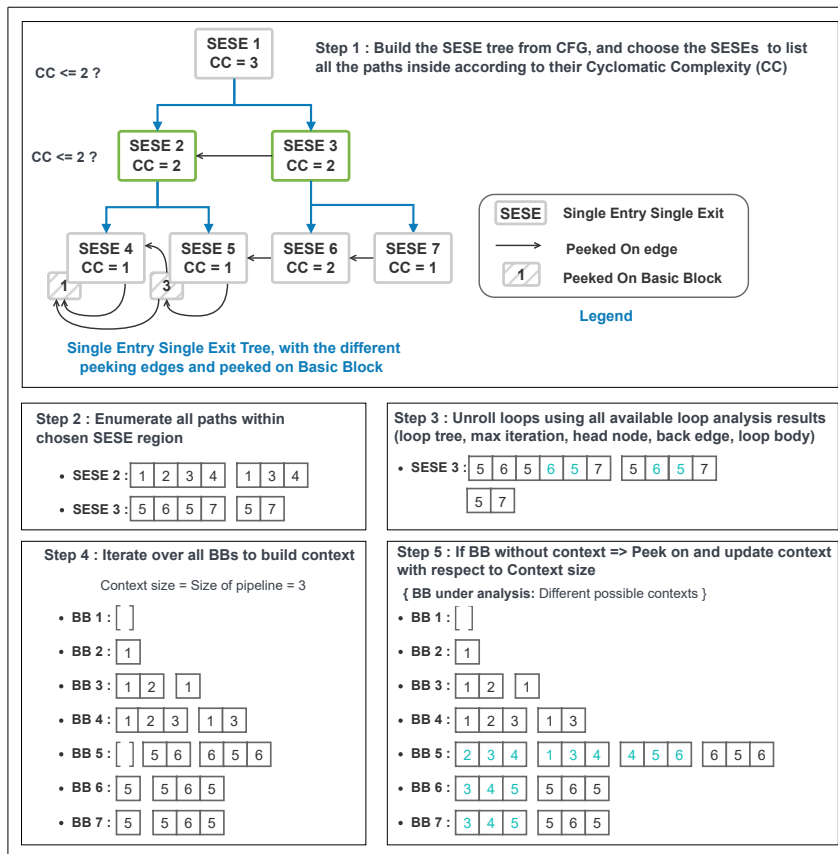 SESE 1
CC = 3
Step 1 : Build the SESE tree from CFG, and choose the SESEs to list
all the paths inside according to their Cyclomatic Complexity (CC)
CC <= 2 ?
CC <= 2 ?
SESE 2
CC = 2
SESE 3
CC = 2
SESE 4
CC = 1
SESE 5
CC = 1
SESE 6
CC = 2
SESE 7
CC = 1
1
3
SESE Single Entry Single Exit
Peeked On edge
1 Peeked On Basic Block
Legend
Single Entry Single Exit Tree, with the different
peeking edges and peeked on Basic Block
Step 2 : Enumerate all paths within
chosen SESE region
• SESE 2 : 1 2 3 4 1 3 4
• SESE 3 : 5 6 5 7 5 7
Step 3 : Unroll loops using all available loop analysis results
(loop tree, max iteration, head node, back edge, loop body)
• SESE 3 : 5 6 5 6 5 7 5 6 5 7
5 7
Step 4 : Iterate over all BBs to build context
Context size = Size of pipeline = 3
• BB 1 : [ ]
• BB 2 : 1
• BB 3 : 1 2 1
• BB 4 : 1 2 3 1 3
• BB 5 : [ ] 5 6 6 5 6
• BB 6 : 5 5 6 5
• BB 7 : 5 5 6 5
Step 5 : If BB without context => Peek on and update context
with respect to Context size
{ BB under analysis: Different possible contexts }
• BB 1 : [ ]
• BB 2 : 1
• BB 3 : 1 2 1
• BB 4 : 1 2 3 1 3
• BB 5 : 2 3 4 1 3 4 4 5 6 6 5 6
• BB 6 : 3 4 5 5 6 5
• BB 7 : 3 4 5 5 6 5